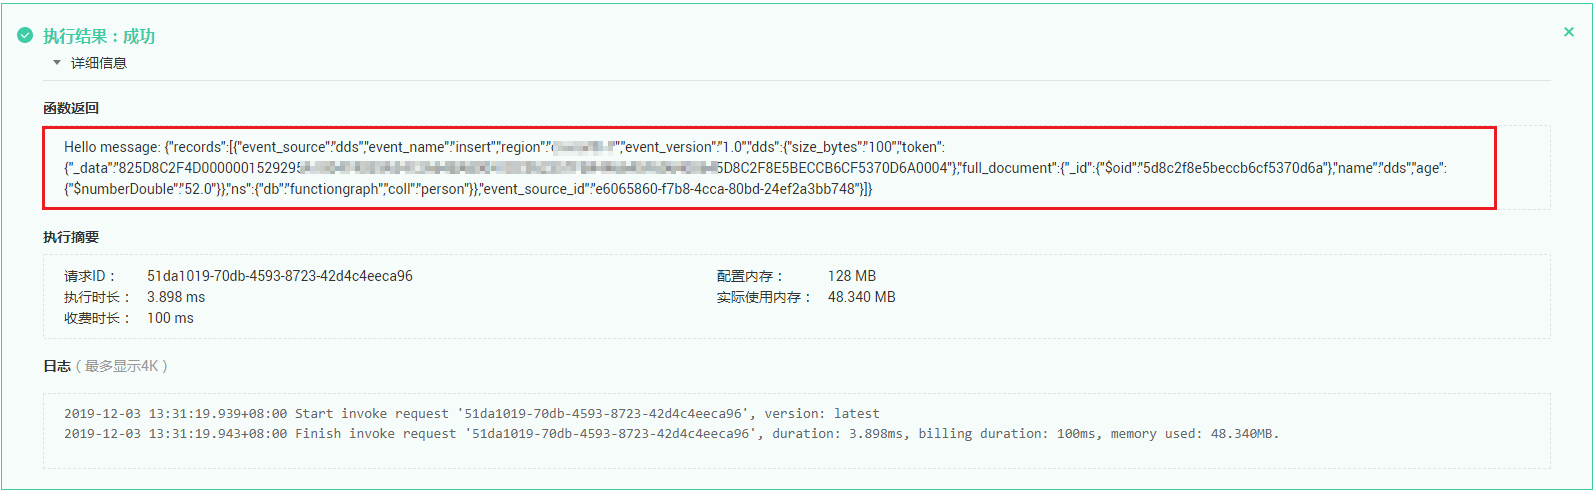 执行结果：成功
详细信息
函数返回
Hello message: {"records":[{"event_source":"dds","event_name":"insert","region":" ","event_version":"1.0","dds":{"size_bytes":"100","token":
{"_data":"825D8C2F4D0000000152929 5D8C2F8E5BECCB6CF5370D6A0004"},"full_document":{"_id":{"$oid":"5d8c2f8e5beccb6cf5370d6a"},"name":"dds","age":
{"$numberDouble":"52.0"}},"ns":{"db":"functiongraph","coll":"person"}},"event_source_id":"e6065860-f7b8-4cca-80bd-24ef2a3bb748"}]}
执行摘要
请求ID： 51da1019-70db-4593-8723-42d4c4eeca96 配置内存： 128 MB
执行时长： 3.898 ms 实际使用内存： 48.340 MB
收费时长： 100 ms
日志（最多显示4K）
2019-12-03 13:31:19.939+08:00 Start invoke request '51da1019-70db-4593-8723-42d4c4eeca96', version: latest
2019-12-03 13:31:19.943+08:00 Finish invoke request '51da1019-70db-4593-8723-42d4c4eeca96', duration: 3.898ms, billing duration: 100ms, memory used: 48.340MB.